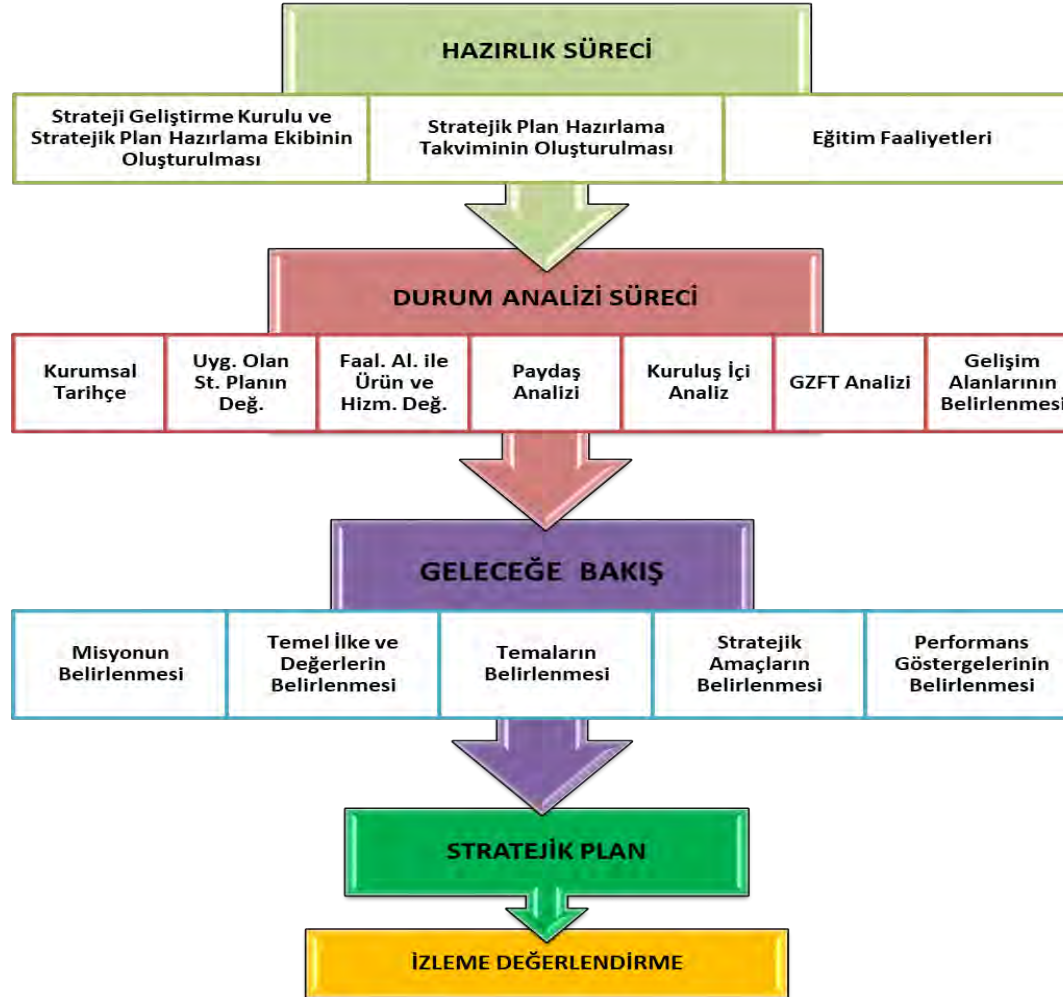 HAZIRLIK SÜRECİ
Strateji Geliştirme Kurulu ve
Stratejik Plan Hazırlama Ekibinin
Oluşturulması
Stratejik Plan Hazırlama
Takviminin Oluşturulması
Eğitim Faaliyetleri
DURUM ANALİZİ SÜRECİ
Kurumsal
Tarihçe
Uyg. Olan
St. Planın
Değ.
Faal. Al. ile
Ürün ve
Hizm. Değ.
Paydaş
Analizi
Kuruluş İçi
Analiz
GZFT Analizi
Gelişim
Alanlarının
Belirlenmesi
GELECEĞE BAKIŞ
Misyonun
Belirlenmesi
Temel İlke ve
Değerlerin
Belirlenmesi
Temaların
Belirlenmesi
Stratejik
Amaçların
Belirlenmesi
Performans
Göstergelerinin
Belirlenmesi
STRATEJİK PLAN
İZLEME DEĞERLENDİRME